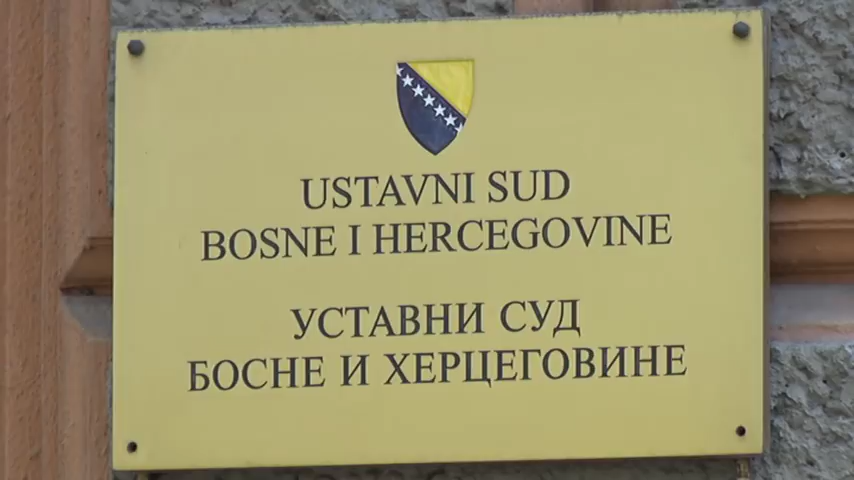 USTAVNI SUD
BOSNE I HERCEGOVINE
УСТАВНИ СУД
БОСНЕ И ХЕРЦЕГОВИНЕ